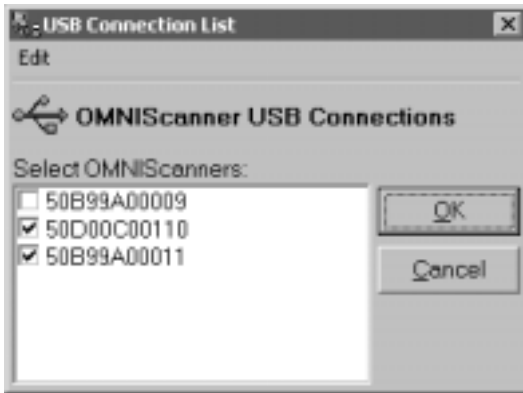 USB Connection List
Edit
OMNIScanner USB Connections
Select OMNIScanners:
50B99A00009
50D00C00110
50B99A00011
OK
Cancel